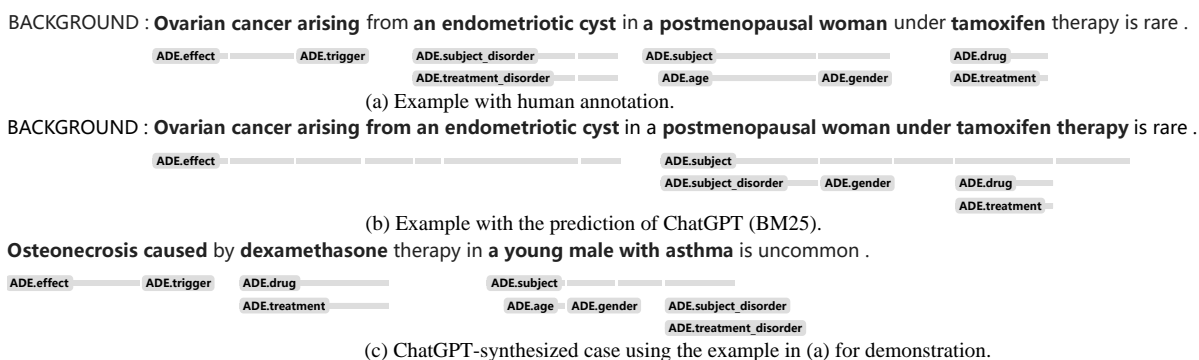 BACKGROUND : Ovarian cancer arising from an endometriotic cyst in a postmenopausal woman under tamoxifen therapy is rare .
ADE.effect ADE.trigger ADE.subject_disorder ADE.subject ADE.drug
ADE.treatment_disorder ADE.age ADE.gender ADE.treatment
(a) Example with human annotation.
BACKGROUND : Ovarian cancer arising from an endometriotic cyst in a postmenopausal woman under tamoxifen therapy is rare .
ADE.effect ADE.subject
ADE.subject_disorder ADE.gender ADE.drug
ADE.treatment
(b) Example with the prediction of ChatGPT (BM25).
Osteonecrosis caused by dexamethasone therapy in a young male with asthma is uncommon .
ADE.effect ADE.trigger ADE.drug ADE.subject
ADE.treatment ADE.age ADE.gender ADE.subject_disorder
ADE.treatment_disorder
(c) ChatGPT-synthesized case using the example in (a) for demonstration.